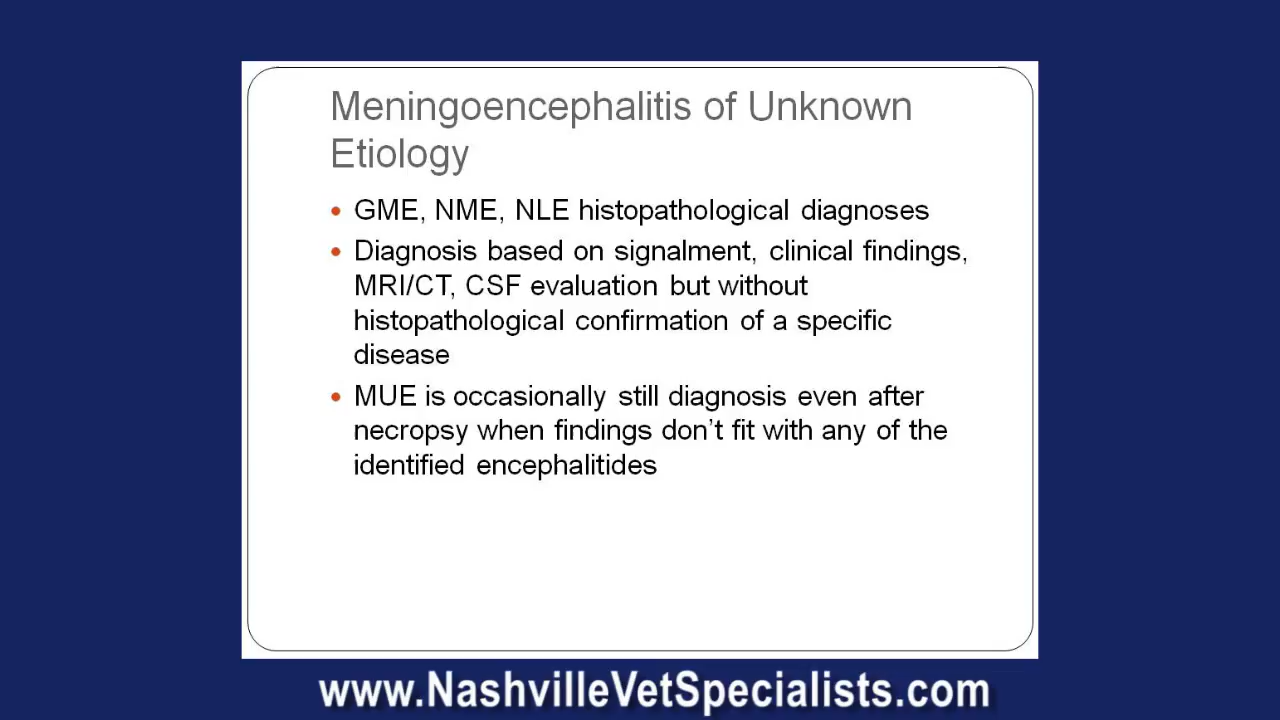 Meningoencephalitis of Unknown
Etiology
• GME, NME, NLE histopathological diagnoses
• Diagnosis based on signalment, clinical findings,
MRI/CT, CSF evaluation but without
histopathological confirmation of a specific
disease
• MUE is occasionally still diagnosis even after
necropsy when findings don’t fit with any of the
identified encephalitides
www.NashvilleVetSpecialists.com